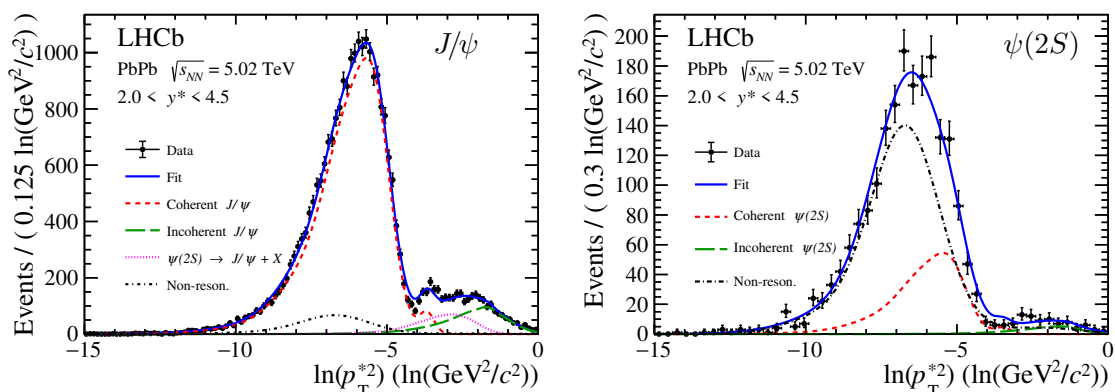 LHCb
J/ψ
PbPb √s_NN = 5.02 TeV
2.0 < y* < 4.5
Data
Fit
Coherent J/ψ
Incoherent J/ψ
ψ(2S) → J/ψ + X
Non-reson.
Events / ( 0.125 ln(GeV²/c²) )
1000
800
600
400
200
0
−15
−10
−5
0
ln(p_T^{*2}) (ln(GeV²/c²))
LHCb
ψ(2S)
PbPb √s_NN = 5.02 TeV
2.0 < y* < 4.5
Data
Fit
Coherent ψ(2S)
Incoherent ψ(2S)
Non-reson.
Events / ( 0.3 ln(GeV²/c²) )
200
180
160
140
120
100
80
60
40
20
0
−15
−10
−5
0
ln(p_T^{*2}) (ln(GeV²/c²))